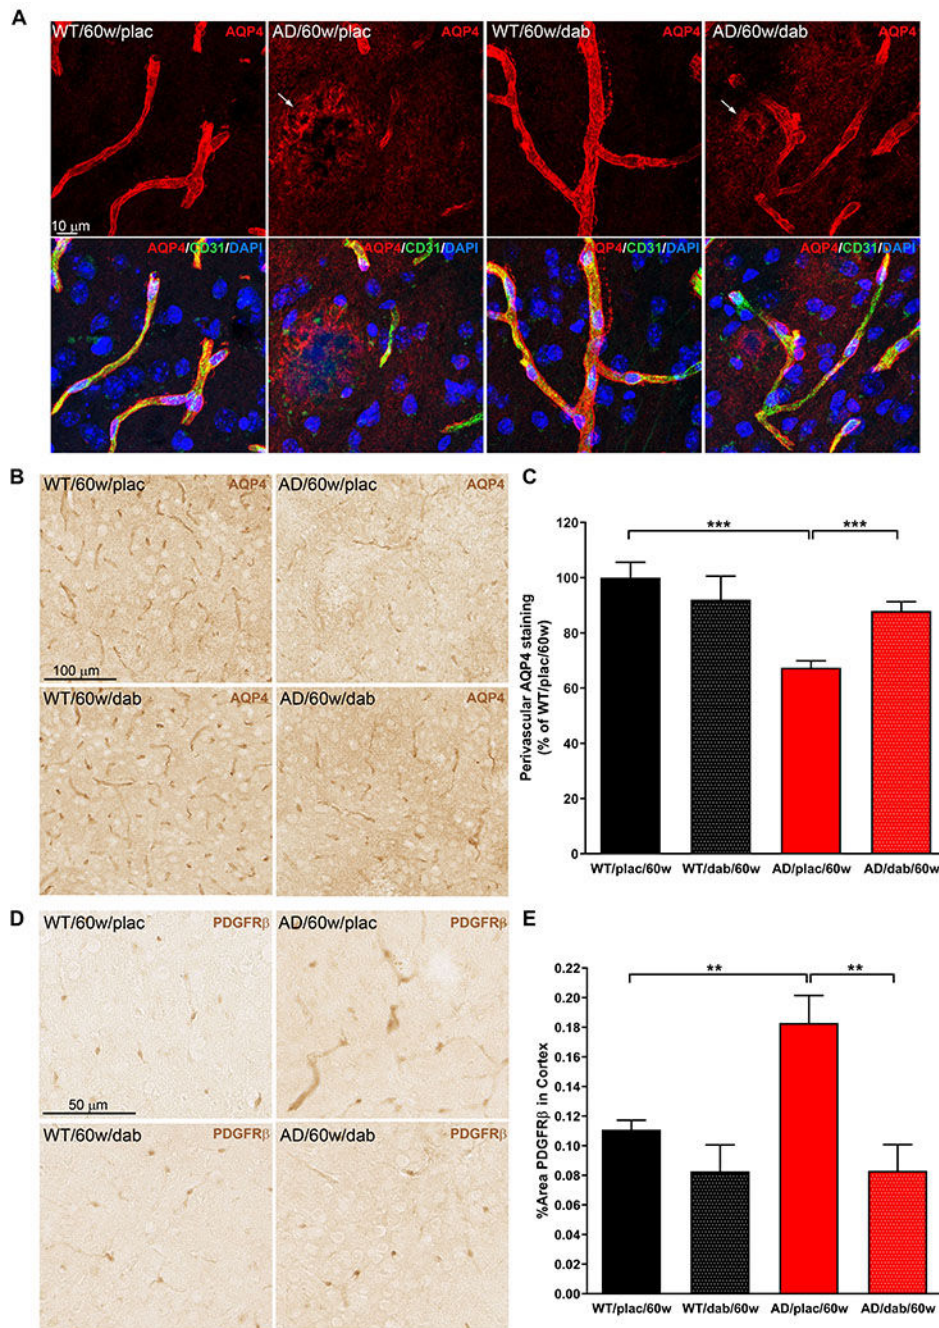 A
WT/60w/plac AQP4
AD/60w/plac AQP4
WT/60w/dab AQP4
AD/60w/dab AQP4
10 μm
AQP4/CD31/DAPI
AQP4/CD31/DAPI
AQP4/CD31/DAPI
AQP4/CD31/DAPI
B
WT/60w/plac AQP4
AD/60w/plac AQP4
100 μm
WT/60w/dab AQP4
AD/60w/dab AQP4
C
Perivascular AQP4 staining
(% of WT/plac/60w)
120
100
80
60
40
20
0
*** ***
WT/plac/60w WT/dab/60w AD/plac/60w AD/dab/60w
D
WT/60w/plac PDGFRβ
AD/60w/plac PDGFRβ
50 μm
WT/60w/dab PDGFRβ
AD/60w/dab PDGFRβ
E
%Area PDGFRβ in Cortex
0.22
0.20
0.18
0.16
0.14
0.12
0.10
0.08
0.06
0.04
0.02
0.00
** **
WT/plac/60w WT/dab/60w AD/plac/60w AD/dab/60w